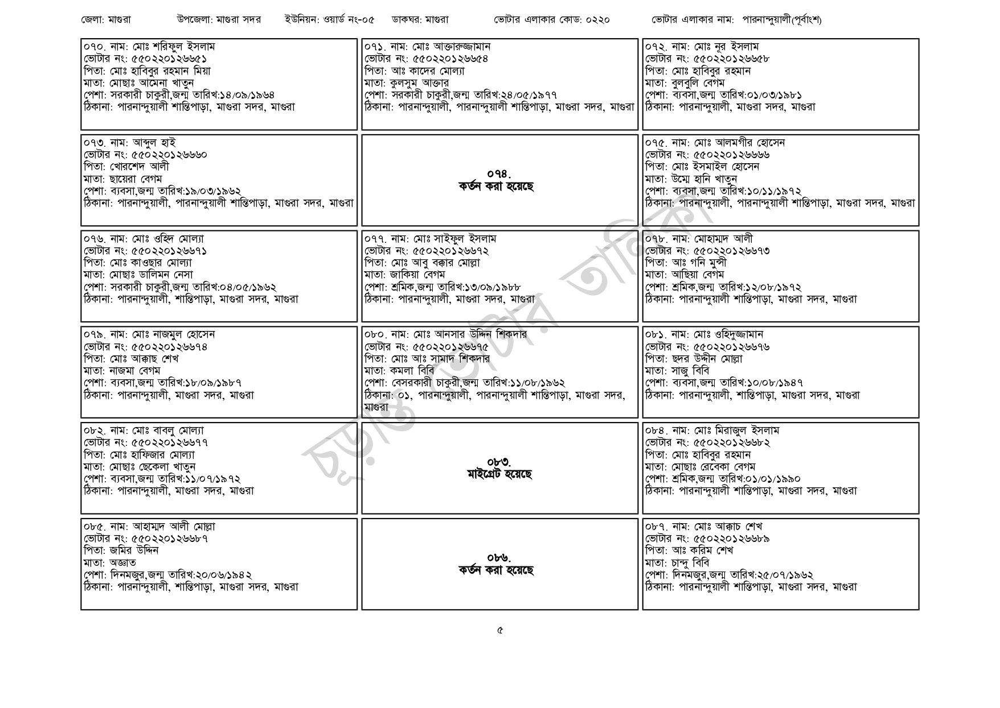 জেলা: মাগুরা উপজেলা: মাগুরা সদর ইউনিয়ন: ওয়ার্ড নং-০৫ ডাকঘর: মাগুরা ভোটার এলাকার কোড: ০২২০ ভোটার এলাকার নাম: পারনান্দুয়ালী(পূর্বাংশ)
০৭০. নাম: মোঃ শরিফুল ইসলাম
ভোটার নং: ৫৫০২২০১২৬৬৫১
পিতা: মোঃ হাবিবুর রহমান মিয়া
মাতা: মোছাঃ আমেনা খাতুন
পেশা: সরকারী চাকুরী,জন্ম তারিখ:১৪/০৯/১৯৬৪
ঠিকানা: পারনান্দুয়ালী শান্তিপাড়া, মাগুরা সদর, মাগুরা
০৭১. নাম: মোঃ আক্তারুজ্জামান
ভোটার নং: ৫৫০২২০১২৬৬৫৪
পিতা: আঃ কাদের মোল্যা
মাতা: কুলসুম আক্তার
পেশা: সরকারী চাকুরী,জন্ম তারিখ:২৪/০৫/১৯৭৭
ঠিকানা: পারনান্দুয়ালী, পারনান্দুয়ালী শান্তিপাড়া, মাগুরা সদর, মাগুরা
০৭২. নাম: মোঃ নূর ইসলাম
ভোটার নং: ৫৫০২২০১২৬৬৫৮
পিতা: মোঃ হাবিবুর রহমান
মাতা: বুলবুলি বেগম
পেশা: ব্যবসা,জন্ম তারিখ:০১/০৩/১৯৮১
ঠিকানা: পারনান্দুয়ালী, মাগুরা সদর, মাগুরা
০৭৩. নাম: আব্দুল হাই
ভোটার নং: ৫৫০২২০১২৬৬৬০
পিতা: খোরশেদ আলী
মাতা: ছায়েরা বেগম
পেশা: ব্যবসা,জন্ম তারিখ:১৯/০৩/১৯৬২
ঠিকানা: পারনান্দুয়ালী, পারনান্দুয়ালী শান্তিপাড়া, মাগুরা সদর, মাগুরা
০৭৪.
কর্তন করা হয়েছে
০৭৫. নাম: মোঃ আলমগীর হোসেন
ভোটার নং: ৫৫০২২০১২৬৬৬৬
পিতা: মোঃ ইসমাইল হোসেন
মাতা: উম্মে হানি খাতুন
পেশা: ব্যবসা,জন্ম তারিখ:১০/১১/১৯৭২
ঠিকানা: পারনান্দুয়ালী, পারনান্দুয়ালী শান্তিপাড়া, মাগুরা সদর, মাগুরা
০৭৬. নাম: মোঃ ওহিদ মোল্যা
ভোটার নং: ৫৫০২২০১২৬৬৭১
পিতা: মোঃ কাওছার মোল্যা
মাতা: মোছাঃ ডালিমন নেসা
পেশা: সরকারী চাকুরী,জন্ম তারিখ:০৪/০৫/১৯৬২
ঠিকানা: পারনান্দুয়ালী, শান্তিপাড়া, মাগুরা সদর, মাগুরা
০৭৭. নাম: মোঃ সাইফুল ইসলাম
ভোটার নং: ৫৫০২২০১২৬৬৭২
পিতা: মোঃ আবু বক্কার মোল্লা
মাতা: জাকিয়া বেগম
পেশা: শ্রমিক,জন্ম তারিখ:১৩/০৯/১৯৮৮
ঠিকানা: পারনান্দুয়ালী, মাগুরা সদর, মাগুরা
০৭৮. নাম: মোহাম্মদ আলী
ভোটার নং: ৫৫০২২০১২৬৬৭৩
পিতা: আঃ গনি মুন্সী
মাতা: আছিয়া বেগম
পেশা: শ্রমিক,জন্ম তারিখ:১২/০৮/১৯৭২
ঠিকানা: পারনান্দুয়ালী শান্তিপাড়া, মাগুরা সদর, মাগুরা
০৭৯. নাম: মোঃ নাজমুল হোসেন
ভোটার নং: ৫৫০২২০১২৬৬৭৪
পিতা: মোঃ আক্কাছ শেখ
মাতা: নাজমা বেগম
পেশা: ব্যবসা,জন্ম তারিখ:১৮/০৯/১৯৮৭
ঠিকানা: পারনান্দুয়ালী, মাগুরা সদর, মাগুরা
০৮০. নাম: মোঃ আনসার উদ্দিন শিকদার
ভোটার নং: ৫৫০২২০১২৬৬৭৫
পিতা: মোঃ আঃ সামাদ শিকদার
মাতা: কমলা বিবি
পেশা: বেসরকারী চাকুরী,জন্ম তারিখ:১১/০৮/১৯৬২
ঠিকানা: ০১, পারনান্দুয়ালী, পারনান্দুয়ালী শান্তিপাড়া, মাগুরা সদর,
মাগুরা
০৮১. নাম: মোঃ ওহিদুজ্জামান
ভোটার নং: ৫৫০২২০১২৬৬৭৬
পিতা: ছদর উদ্দীন মোল্লা
মাতা: সাজু বিবি
পেশা: ব্যবসা,জন্ম তারিখ:১০/০৮/১৯৪৭
ঠিকানা: পারনান্দুয়ালী, শান্তিপাড়া, মাগুরা সদর, মাগুরা
০৮২. নাম: মোঃ বাবলু মোল্যা
ভোটার নং: ৫৫০২২০১২৬৬৭৭
পিতা: মোঃ হাফিজার মোল্যা
মাতা: মোছাঃ ছেকেলা খাতুন
পেশা: ব্যবসা,জন্ম তারিখ:১১/০৭/১৯৭২
ঠিকানা: পারনান্দুয়ালী, মাগুরা সদর, মাগুরা
০৮৩.
মাইগ্রেট হয়েছে
০৮৪. নাম: মোঃ মিরাজুল ইসলাম
ভোটার নং: ৫৫০২২০১২৬৬৮২
পিতা: মোঃ হাবিবুর রহমান
মাতা: মোছাঃ রেবেকা বেগম
পেশা: শ্রমিক,জন্ম তারিখ:০১/০১/১৯৯০
ঠিকানা: পারনান্দুয়ালী শান্তিপাড়া, মাগুরা সদর, মাগুরা
০৮৫. নাম: আহাম্মদ আলী মোল্লা
ভোটার নং: ৫৫০২২০১২৬৬৮৭
পিতা: জমির উদ্দিন
মাতা: অজ্ঞাত
পেশা: দিনমজুর,জন্ম তারিখ:২০/০৬/১৯৪২
ঠিকানা: পারনান্দুয়ালী, শান্তিপাড়া, মাগুরা সদর, মাগুরা
০৮৬.
কর্তন করা হয়েছে
০৮৭. নাম: মোঃ আক্কাচ শেখ
ভোটার নং: ৫৫০২২০১২৬৬৮৯
পিতা: আঃ করিম শেখ
মাতা: চান্দু বিবি
পেশা: দিনমজুর,জন্ম তারিখ:২৫/০৭/১৯৬২
ঠিকানা: পারনান্দুয়ালী শান্তিপাড়া, মাগুরা সদর, মাগুরা
চূড়ান্ত ভোটার তালিকা
৫